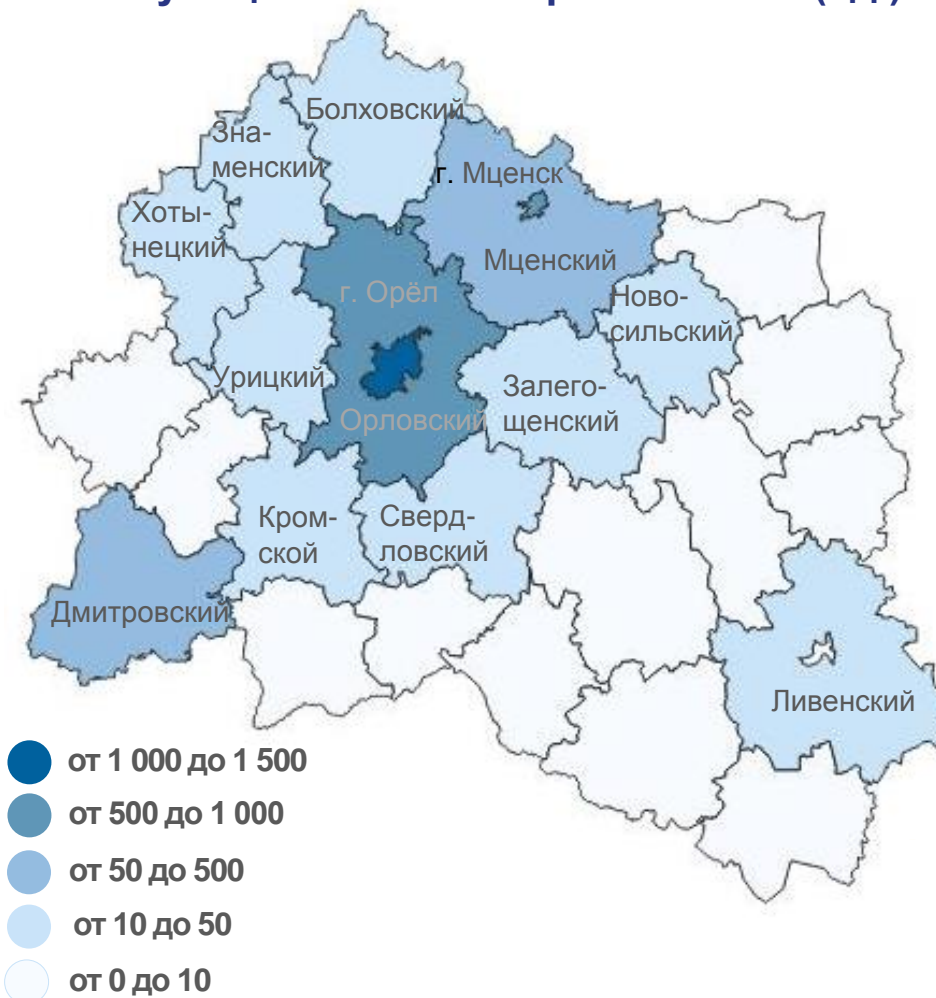 Болховский
Зна-
менский
г. Мценск
Хоты-
нецкий
Мценский
г. Орёл
Ново-
сильский
Урицкий
Залего-
щенский
Орловский
Кром-
ской
Сверд-
ловский
Дмитровский
Ливенский
от 1 000 до 1 500
от 500 до 1 000
от 50 до 500
от 10 до 50
от 0 до 10